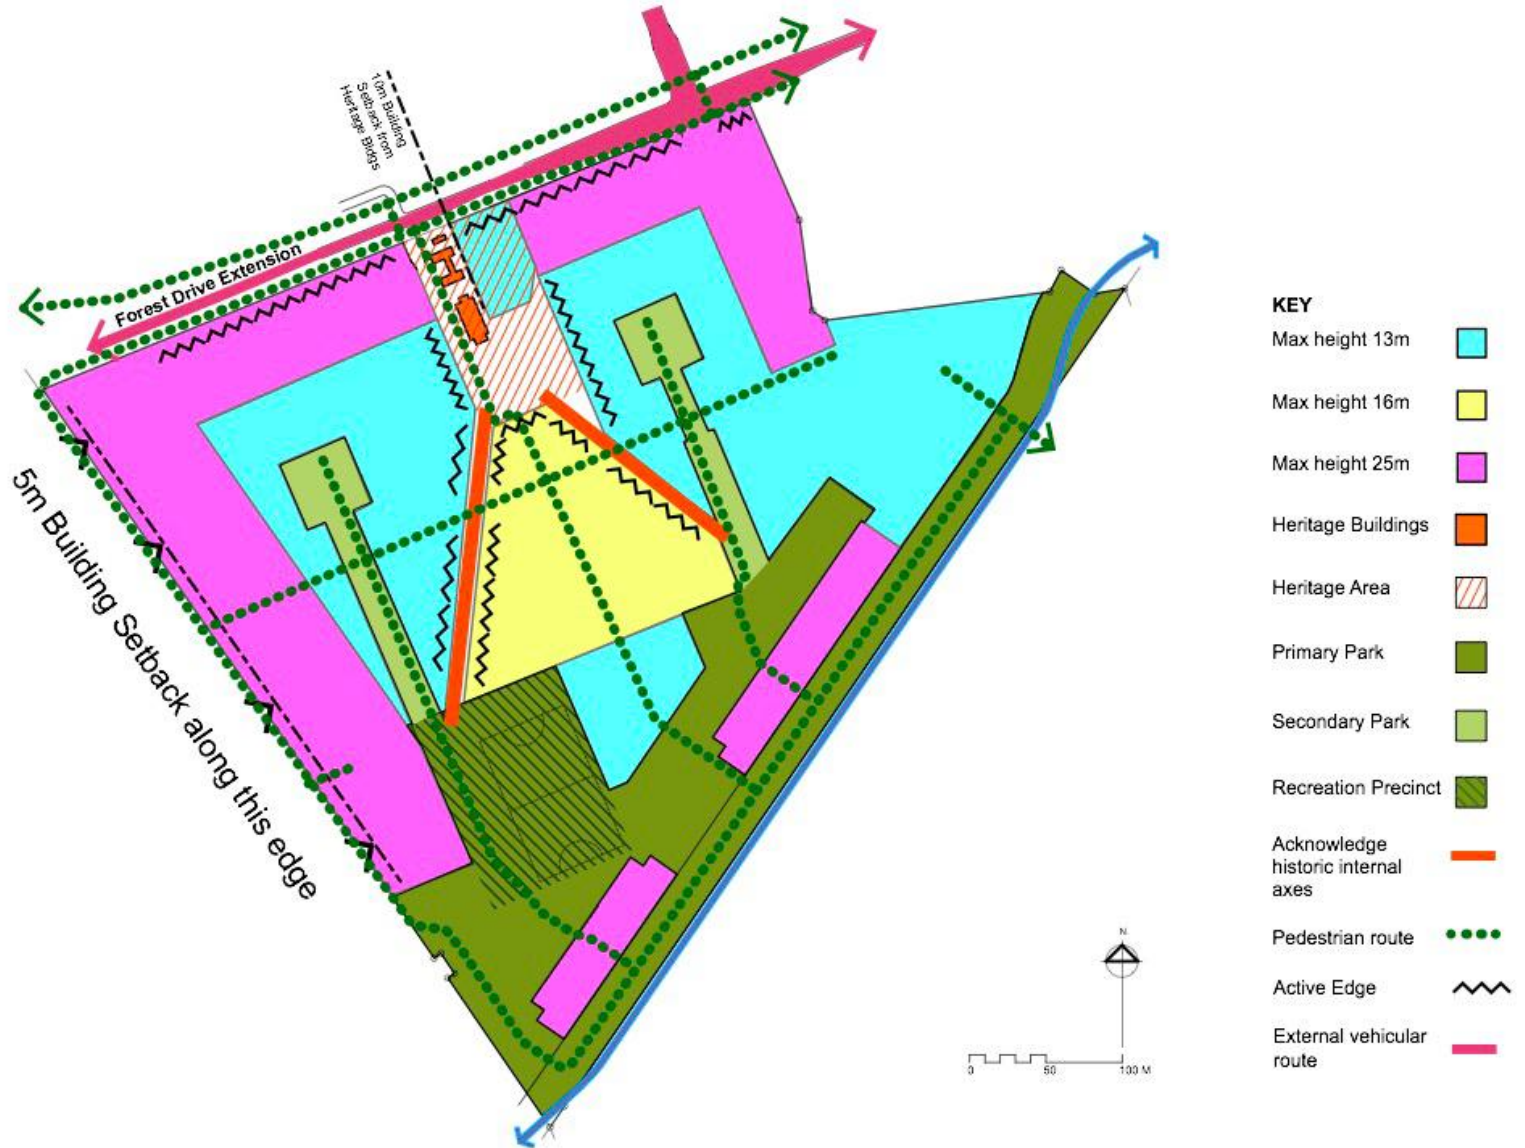 10m Building
Setback from
Heritage Bldgs
Forest Drive Extension
5m Building Setback along this edge
KEY
Max height 13m
Max height 16m
Max height 25m
Heritage Buildings
Heritage Area
Primary Park
Secondary Park
Recreation Precinct
Acknowledge
historic internal
axes
Pedestrian route
Active Edge
External vehicular
route
N
0 50 100 M